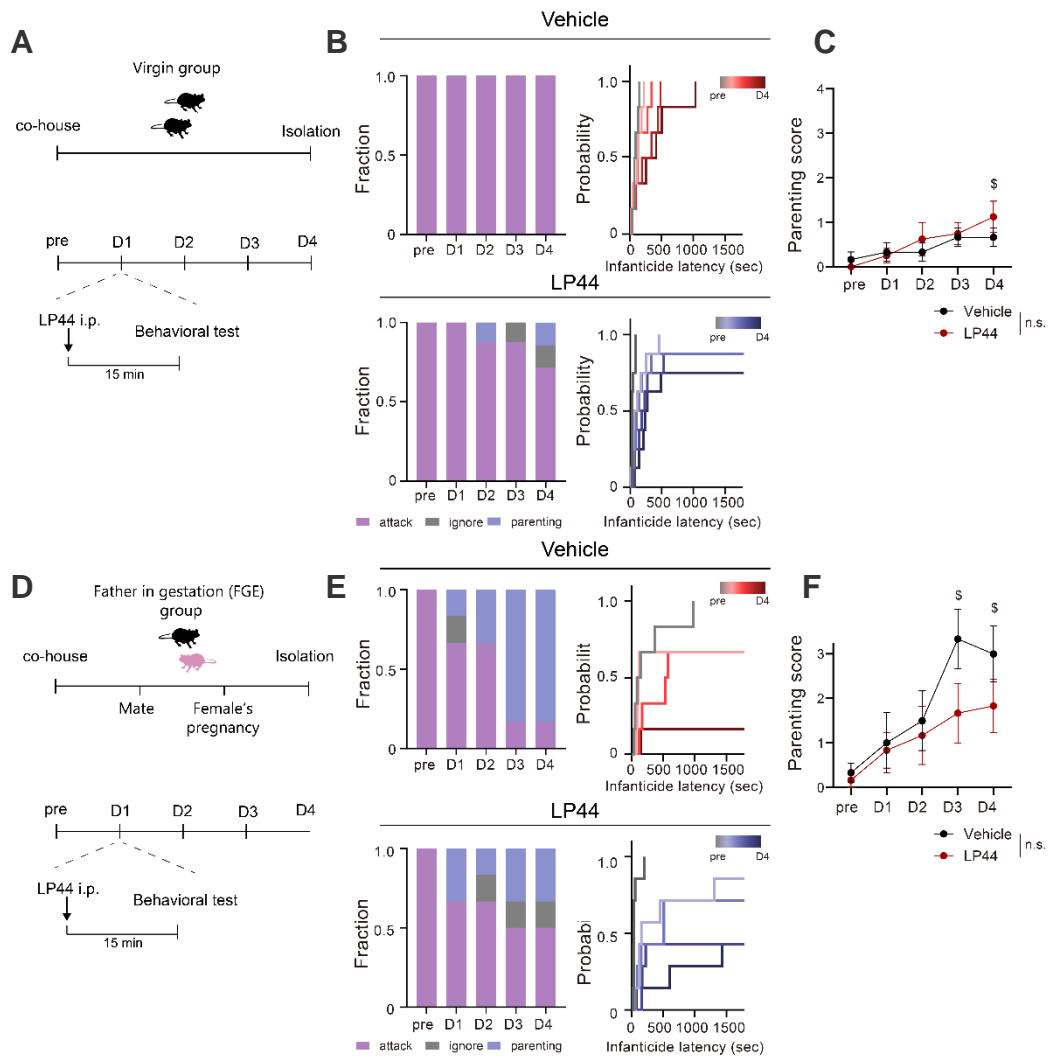 A
Virgin group
co-house
Isolation
pre D1 D2 D3 D4
LP44 i.p.
Behavioral test
15 min
B
Vehicle
1.0
0.5
0
Fraction
pre D1 D2 D3 D4
1.0
0.5
0
Probability
pre D4
0 500 1000 1500
Infanticide latency (sec)
LP44
1.0
0.5
0
Fraction
pre D1 D2 D3 D4
attack ignore parenting
1.0
0.5
0
Probability
pre D4
0 500 1000 1500
Infanticide latency (sec)
C
4
3
2
1
0
Parenting score
$
pre D1 D2 D3 D4
Vehicle
LP44
n.s.
D
Father in gestation (FGE)
group
co-house
Isolation
Mate
Female's
pregnancy
pre D1 D2 D3 D4
LP44 i.p.
Behavioral test
15 min
E
Vehicle
1.0
0.5
0
Fraction
pre D1 D2 D3 D4
1.0
0.5
0
Probabilit
pre D4
0 500 1000 1500
Infanticide latency (sec)
LP44
1.0
0.5
0
Fraction
pre D1 D2 D3 D4
attack ignore parenting
1.0
0.5
0
Probabi
pre D4
0 500 1000 1500
Infanticide latency (sec)
F
3
2
1
0
Parenting score
$ $
pre D1 D2 D3 D4
Vehicle
LP44
n.s.